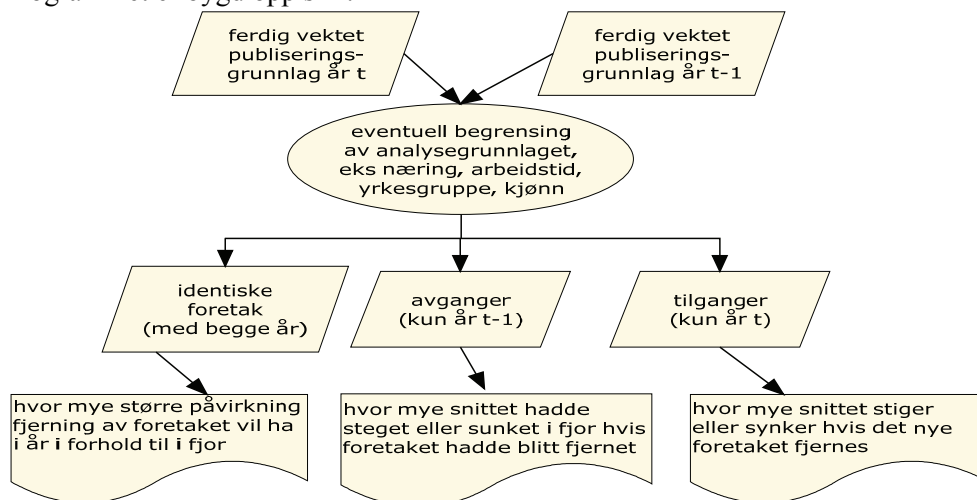 ferdig vektet
publiserings-
grunnlag år t
ferdig vektet
publiserings-
grunnlag år t-1
eventuell begrensing
av analysegrunnlaget,
eks næring, arbeidstid,
yrkesgruppe, kjønn
identiske
foretak
(med begge år)
avganger
(kun år t-1)
tilganger
(kun år t)
hvor mye større påvirkning
fjerning av foretaket vil ha
i år i forhold til i fjor
hvor mye snittet hadde
steget eller sunket i fjor hvis
foretaket hadde blitt fjernet
hvor mye snittet stiger
eller synker hvis det nye
foretaket fjernes